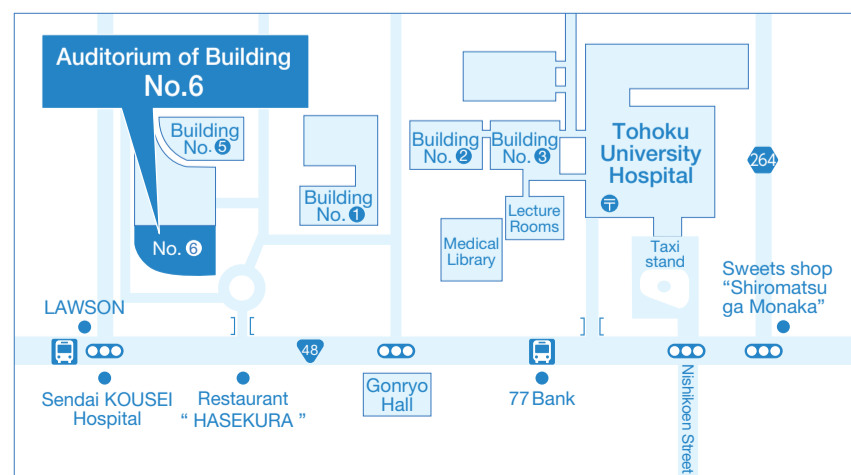 Auditorium of Building
No.6
Building
No. 5
Building
No. 2
Building
No. 3
Tohoku
University
Hospital
264
Building
No. 1
Lecture
Rooms
〒
No. 6
Medical
Library
Taxi
stand
Sweets shop
“Shiromatsu
ga Monaka”
LAWSON
48
Sendai KOUSEI
Hospital
Restaurant
“ HASEKURA ”
Gonryo
Hall
77 Bank
Nishikoen Street